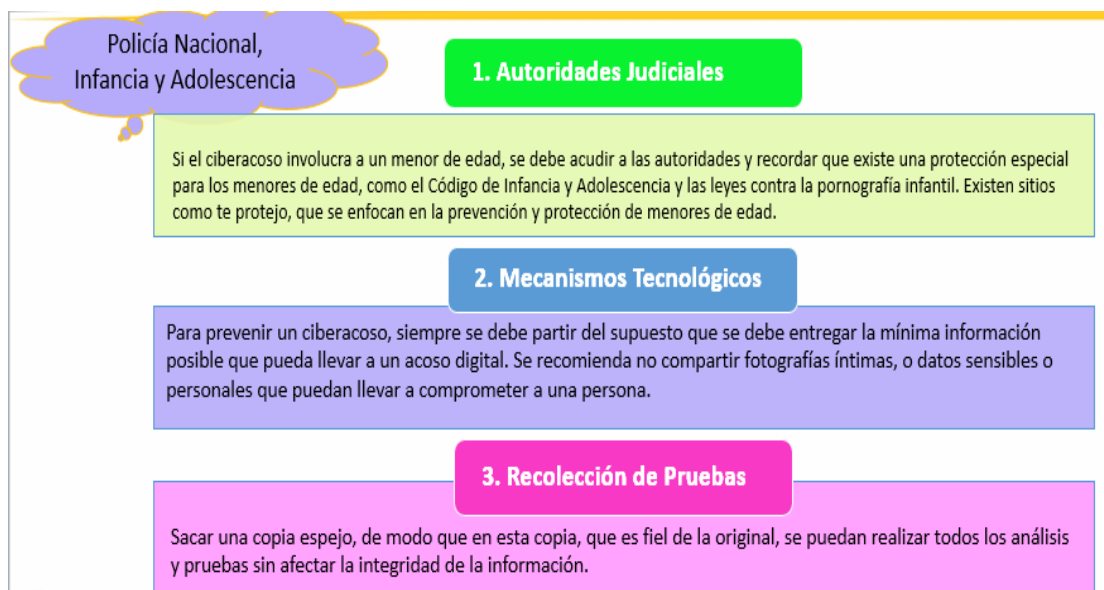 Policía Nacional,
Infancia y Adolescencia
1. Autoridades Judiciales
Si el ciberacoso involucra a un menor de edad, se debe acudir a las autoridades y recordar que existe una protección especial
para los menores de edad, como el Código de Infancia y Adolescencia y las leyes contra la pornografía infantil. Existen sitios
como te protejo, que se enfocan en la prevención y protección de menores de edad.
2. Mecanismos Tecnológicos
Para prevenir un ciberacoso, siempre se debe partir del supuesto que se debe entregar la mínima información
posible que pueda llevar a un acoso digital. Se recomienda no compartir fotografías íntimas, o datos sensibles o
personales que puedan llevar a comprometer a una persona.
3. Recolección de Pruebas
Sacar una copia espejo, de modo que en esta copia, que es fiel de la original, se puedan realizar todos los análisis
y pruebas sin afectar la integridad de la información.